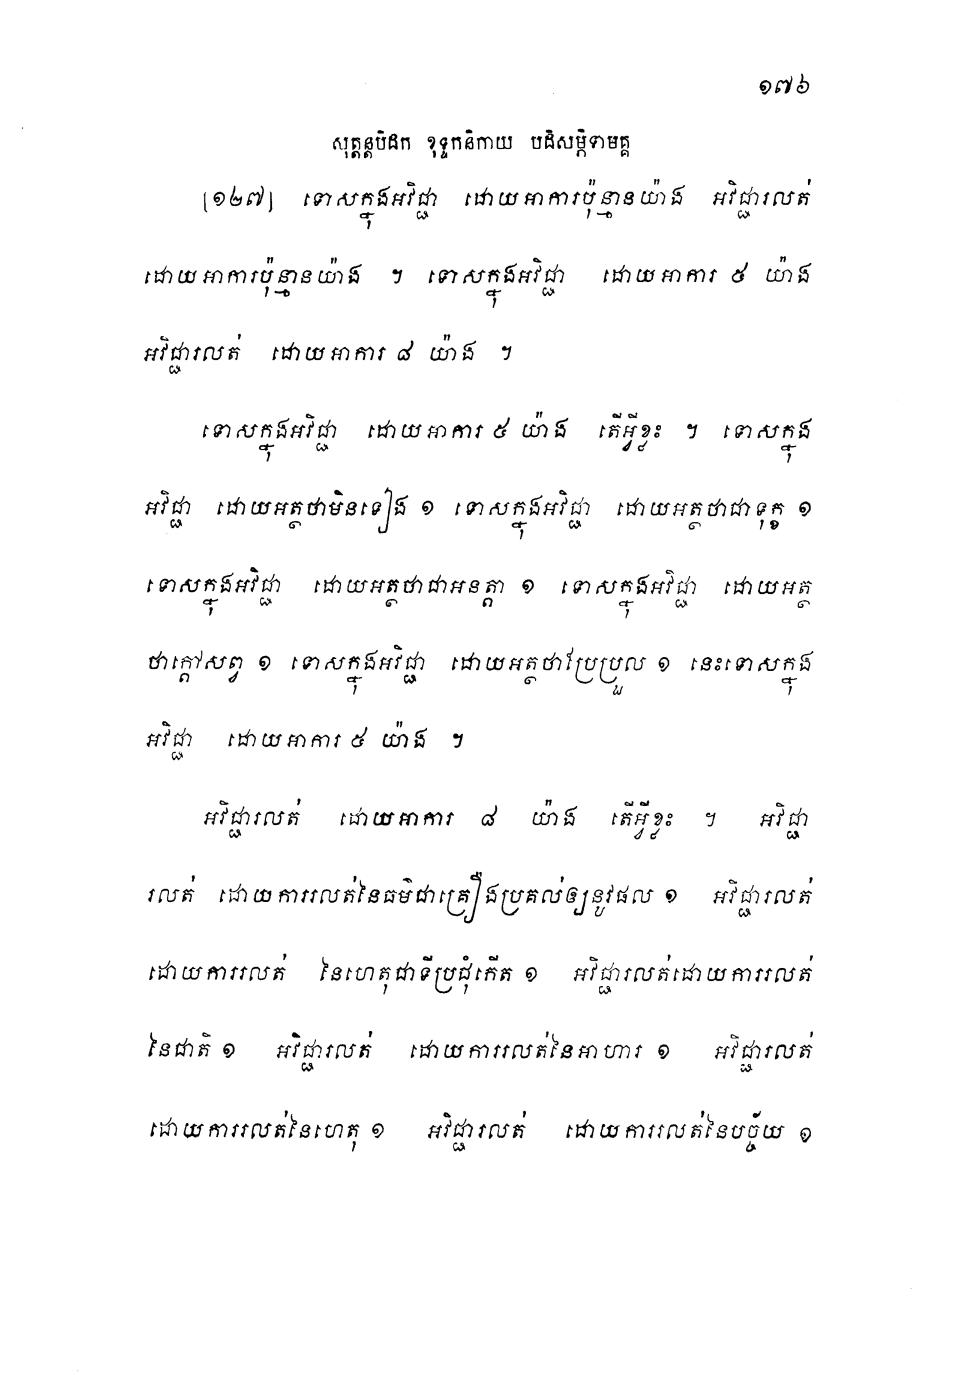 ១៧៦
សុត្តន្តបិដក ខុទ្ទកនិកាយ បដិសម្ភិទាមគ្គ
[១២៧] ទោសក្នុងអវិជ្ជា ដោយអាការប៉ុន្មានយ៉ាង អវិជ្ជារលត់
ដោយអាការប៉ុន្មានយ៉ាង ។ ទោសក្នុងអវិជ្ជា ដោយអាការ ៥ យ៉ាង
អវិជ្ជារលត់ ដោយអាការ ៨ យ៉ាង ។
ទោសក្នុងអវិជ្ជា ដោយអាការ ៥ យ៉ាង តើអ្វីខ្លះ ។ ទោសក្នុង
អវិជ្ជា ដោយអត្ថថាមិនទៀង ១ ទោសក្នុងអវិជ្ជា ដោយអត្ថថាជាទុក្ខ ១
ទោសក្នុងអវិជ្ជា ដោយអត្ថថាជាអនត្តា ១ ទោសក្នុងអវិជ្ជា ដោយអត្ថ
ថាក្តៅសព្វ ១ ទោសក្នុងអវិជ្ជា ដោយអត្ថថាប្រែប្រួល ១ នេះទោសក្នុង
អវិជ្ជា ដោយអាការ ៥ យ៉ាង ។
អវិជ្ជារលត់ ដោយអាការ ៨ យ៉ាង តើអ្វីខ្លះ ។ អវិជ្ជា
រលត់ ដោយការរលត់នៃធម៌ជាគ្រឿងប្រគល់ឲ្យនូវផល ១ អវិជ្ជារលត់
ដោយការរលត់ នៃហេតុជាទីប្រជុំកើត ១ អវិជ្ជារលត់ដោយការរលត់
នៃជាតិ ១ អវិជ្ជារលត់ ដោយការរលត់នៃអាហារ ១ អវិជ្ជារលត់
ដោយការរលត់នៃហេតុ ១ អវិជ្ជារលត់ ដោយការរលត់នៃបច្ច័យ ១